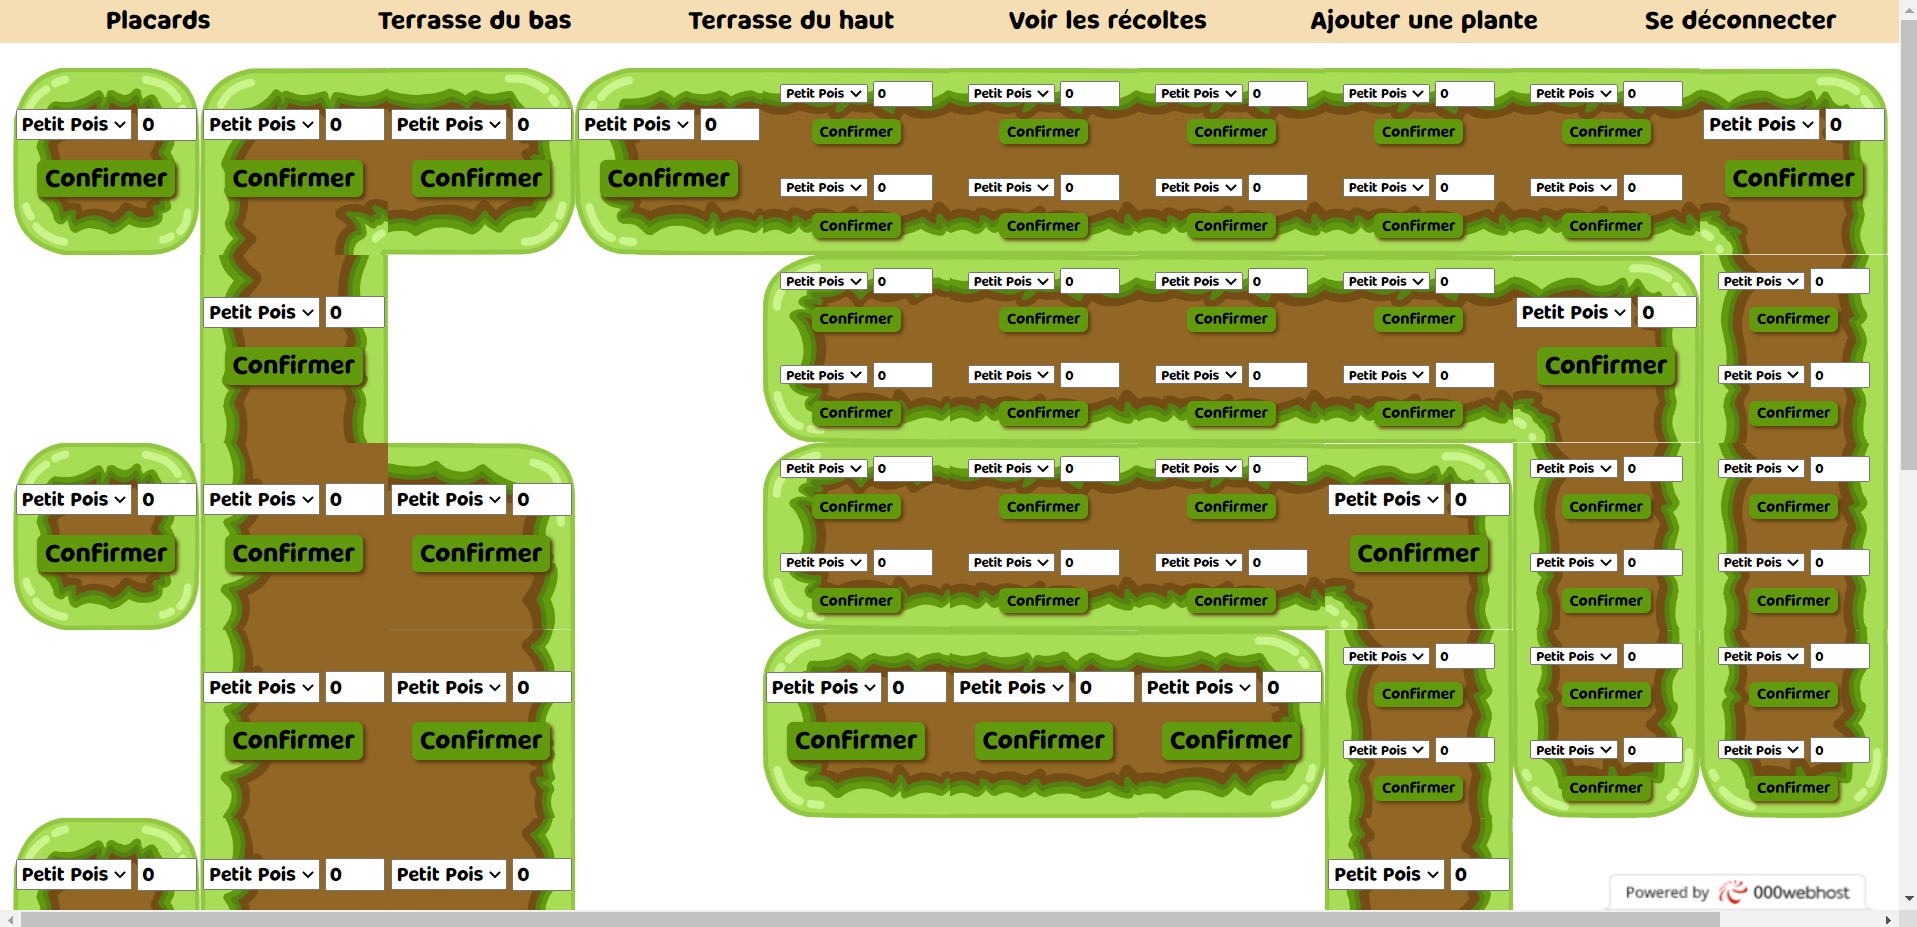 Placards Terrasse du bas Terrasse du haut Voir les récoltes Ajouter une plante Se déconnecter
Petit Pois 0 Petit Pois 0 Petit Pois 0 Petit Pois 0 Petit Pois 0
Petit Pois 0 Petit Pois 0 Petit Pois 0 Petit Pois 0 Petit Pois 0
Confirmer Confirmer Confirmer Confirmer Confirmer
Confirmer Confirmer Confirmer Confirmer Confirmer
Petit Pois 0 Petit Pois 0 Petit Pois 0 Petit Pois 0 Petit Pois 0
Confirmer Confirmer Confirmer Confirmer Confirmer
Petit Pois 0 Petit Pois 0 Petit Pois 0 Petit Pois 0 Petit Pois 0
Petit Pois 0 Petit Pois 0
Confirmer Confirmer Confirmer Confirmer Confirmer
Confirmer Confirmer
Petit Pois 0 Petit Pois 0 Petit Pois 0 Petit Pois 0 Petit Pois 0
Confirmer Confirmer Confirmer Confirmer Confirmer
Petit Pois 0 Petit Pois 0 Petit Pois 0 Petit Pois 0 Petit Pois 0
Petit Pois 0 Petit Pois 0 Petit Pois 0 Petit Pois 0
Confirmer Confirmer Confirmer Confirmer Confirmer
Confirmer Confirmer Confirmer Confirmer
Petit Pois 0 Petit Pois 0 Petit Pois 0 Petit Pois 0 Petit Pois 0
Confirmer Confirmer Confirmer Confirmer Confirmer
Petit Pois 0 Petit Pois 0 Petit Pois 0
Petit Pois 0 Petit Pois 0 Petit Pois 0 Petit Pois 0 Petit Pois 0
Confirmer Confirmer Confirmer
Confirmer Confirmer Confirmer Confirmer Confirmer
Petit Pois 0 Petit Pois 0 Petit Pois 0
Confirmer Confirmer Confirmer
Petit Pois 0 Petit Pois 0 Petit Pois 0 Petit Pois 0
Powered by 000webhost